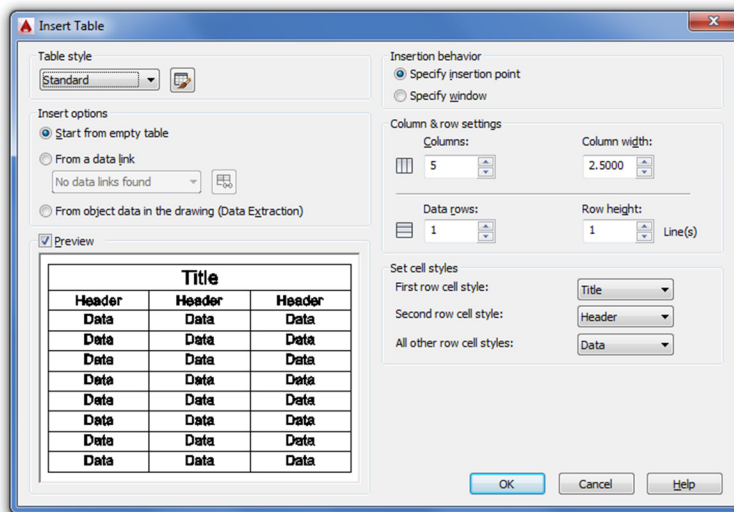 Insert Table
Table style
Standard
Insert options
Start from empty table
From a data link
No data links found
From object data in the drawing (Data Extraction)
Preview
Title
Header Header Header
Data Data Data
Data Data Data
Data Data Data
Data Data Data
Data Data Data
Data Data Data
Data Data Data
Data Data Data
Insertion behavior
Specify insertion point
Specify window
Column & row settings
Columns: Column width:
5 2.5000
Data rows: Row height:
1 1 Line(s)
Set cell styles
First row cell style: Title
Second row cell style: Header
All other row cell styles: Data
OK Cancel Help